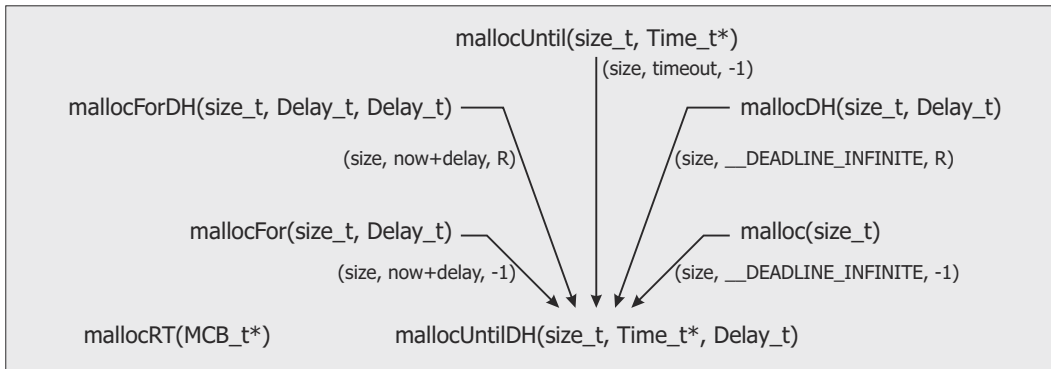 mallocUntil(size_t, Time_t*)
(size, timeout, -1)
mallocForDH(size_t, Delay_t, Delay_t)
mallocDH(size_t, Delay_t)
(size, now+delay, R)
(size, __DEADLINE_INFINITE, R)
mallocFor(size_t, Delay_t)
malloc(size_t)
(size, now+delay, -1)
(size, __DEADLINE_INFINITE, -1)
mallocRT(MCB_t*)
mallocUntilDH(size_t, Time_t*, Delay_t)